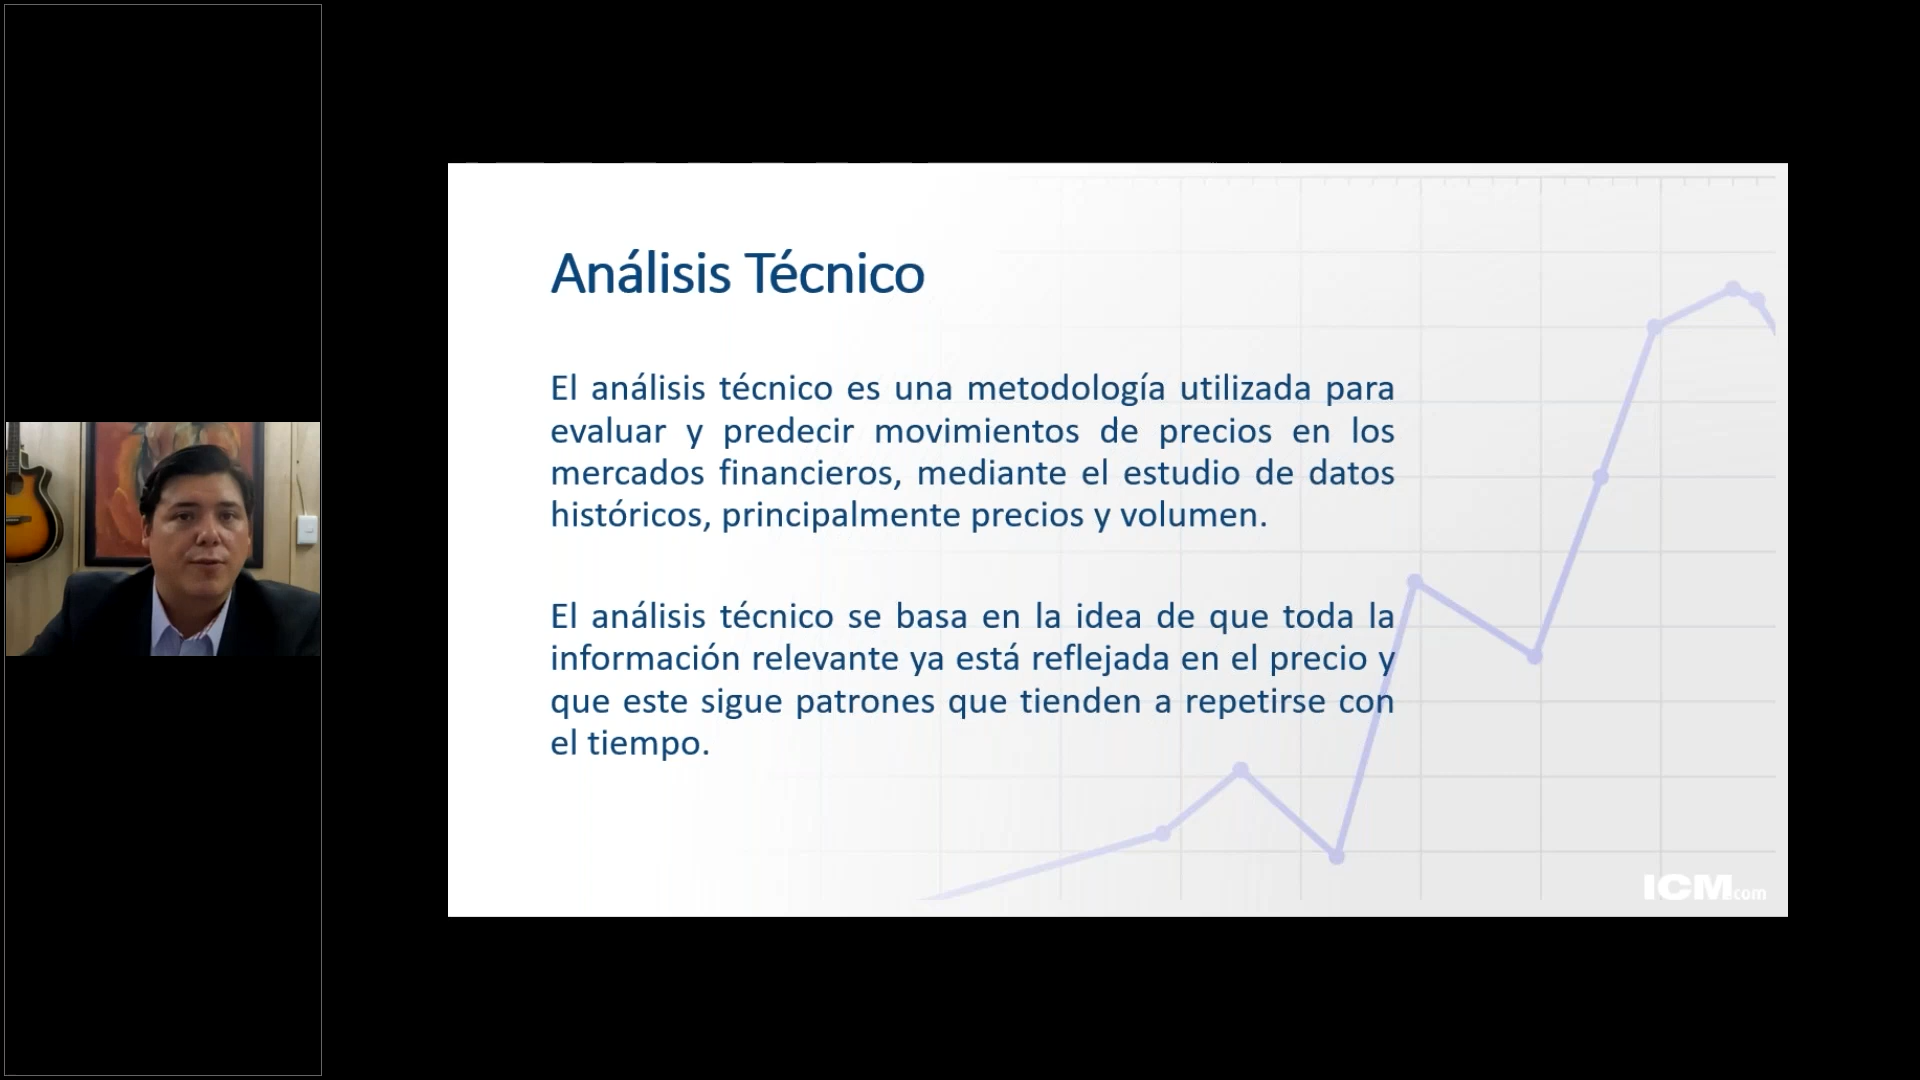 Análisis Técnico
El análisis técnico es una metodología utilizada para
evaluar y predecir movimientos de precios en los
mercados financieros, mediante el estudio de datos
históricos, principalmente precios y volumen.
El análisis técnico se basa en la idea de que toda la
información relevante ya está reflejada en el precio y
que este sigue patrones que tienden a repetirse con
el tiempo.
ICM.com